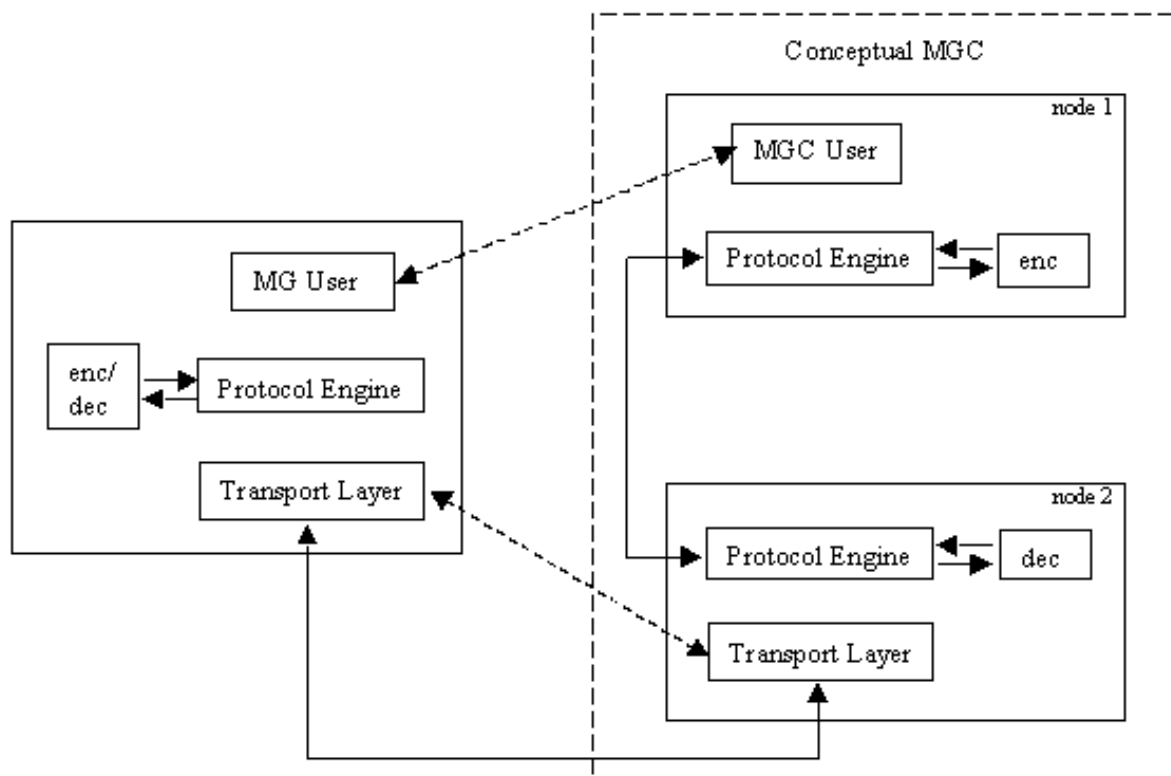 Conceptual MGC
node 1
MGC User
Protocol Engine
enc
MG User
enc/
dec
Protocol Engine
Transport Layer
node 2
Protocol Engine
dec
Transport Layer